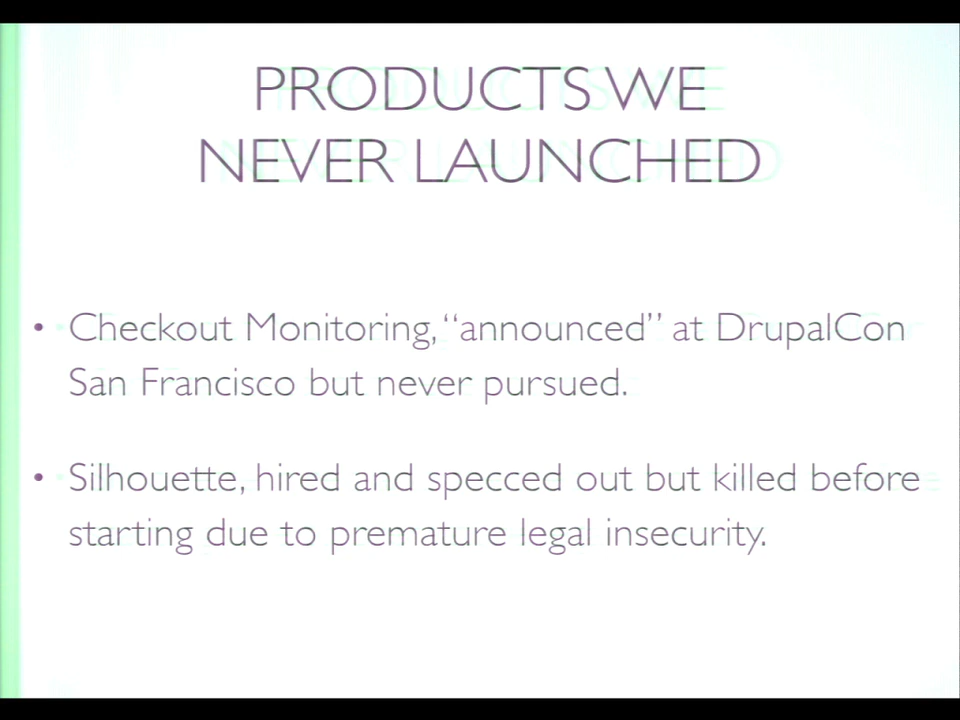 PRODUCTS WE
NEVER LAUNCHED
• Checkout Monitoring, “announced” at DrupalCon
San Francisco but never pursued.
• Silhouette, hired and specced out but killed before
starting due to premature legal insecurity.